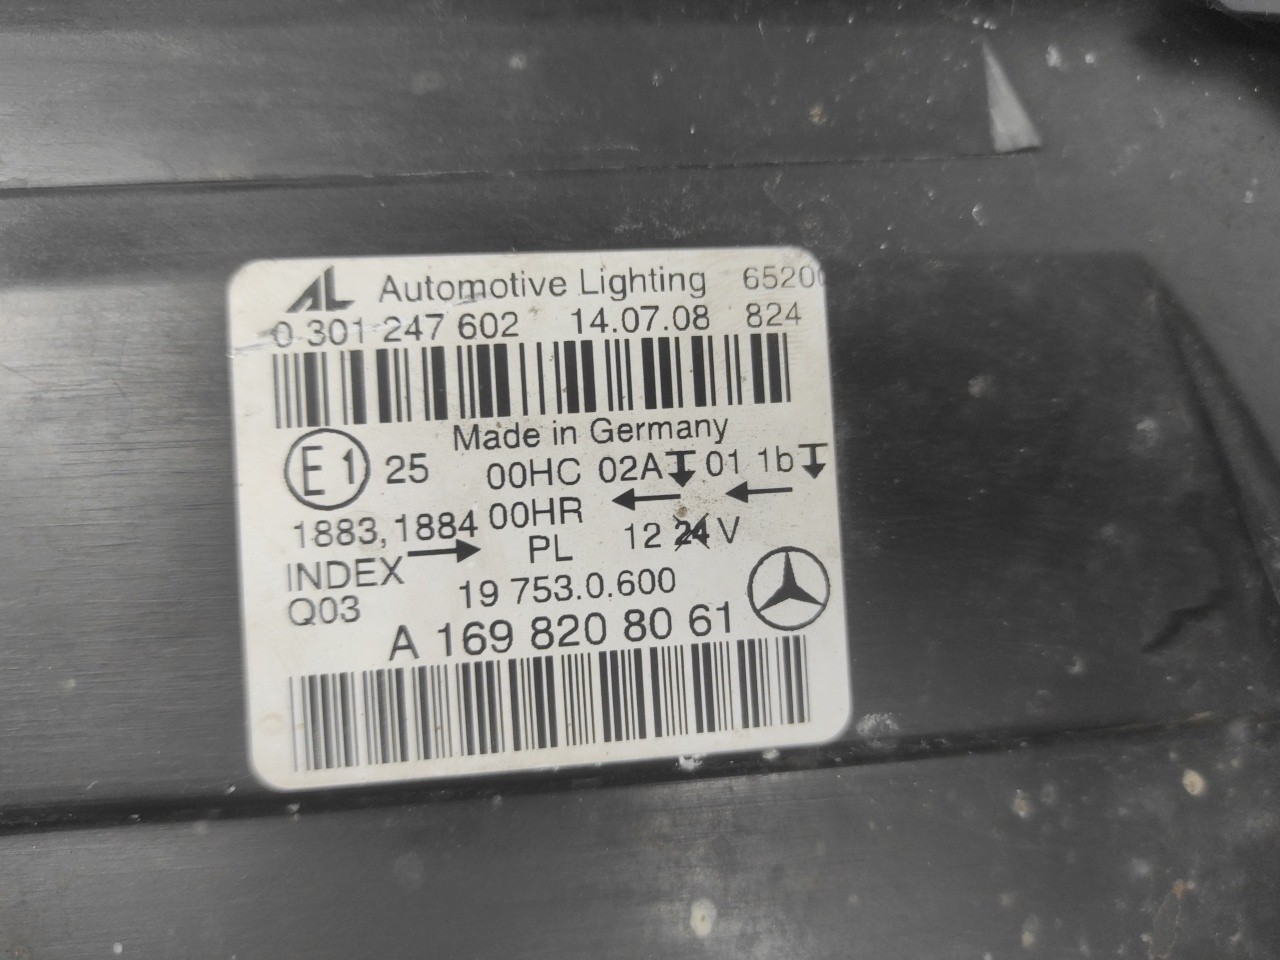 AL Automotive Lighting 6520
0 301 247 602 14.07.08 824
Made in Germany
E1 25 00HC 02A 01 1b
1883, 1884 00HR ← ←
INDEX → PL 12 24 V
Q03 19 753.0.600
A 169 820 80 61